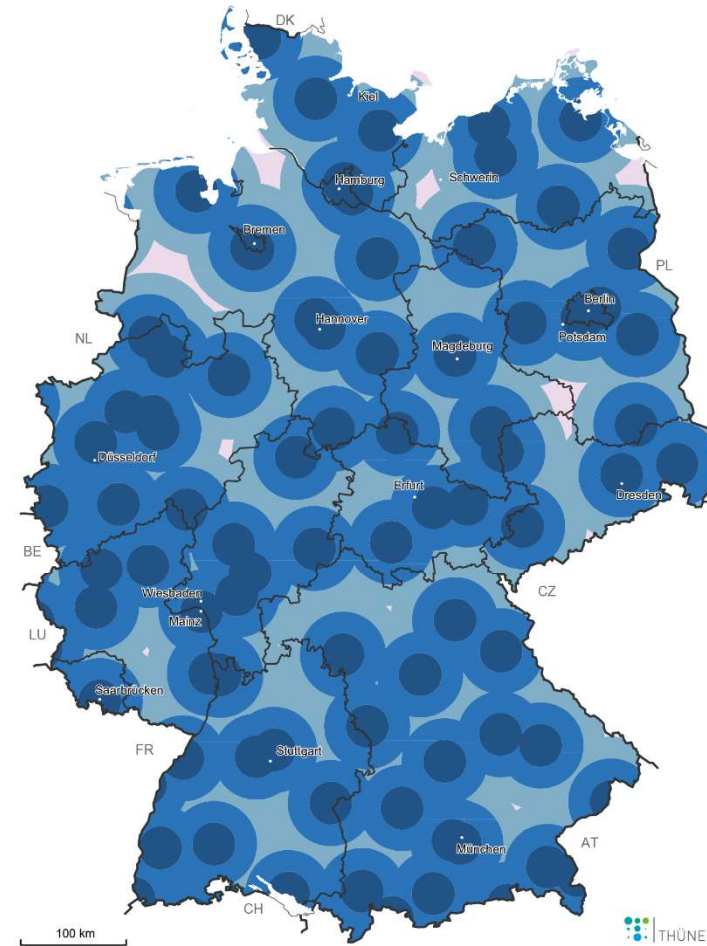 DK
Kiel
Hamburg
Schwerin
Bremen
PL
Berlin
Hannover
Potsdam
NL
Magdeburg
Düsseldorf
Erfurt
Dresden
BE
CZ
Wiesbaden
Mainz
LU
Saarbrücken
FR
Stuttgart
München
AT
CH
100 km
THÜNE